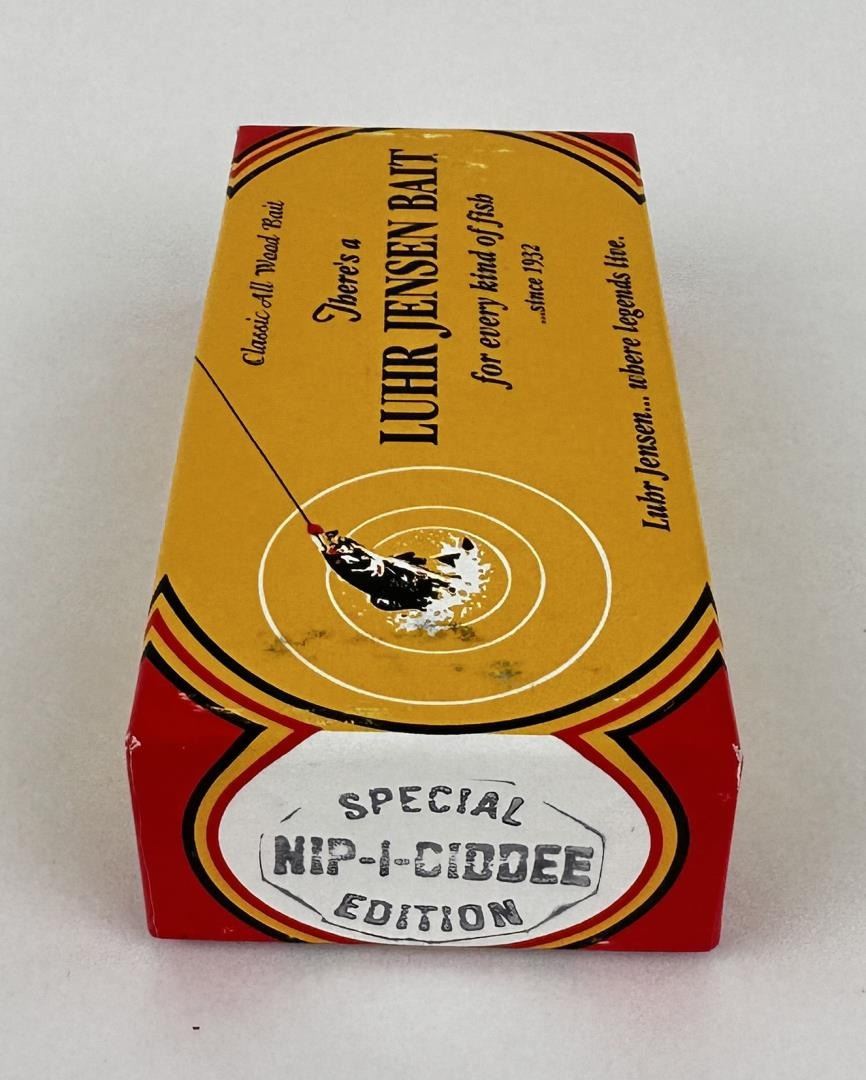 Classic All Wood Bait
There's a
LUHR JENSEN BAIT
for every kind of fish
...since 1932
Luhr Jensen... where legends live.
SPECIAL
NIP-I-CIDDEE
EDITION